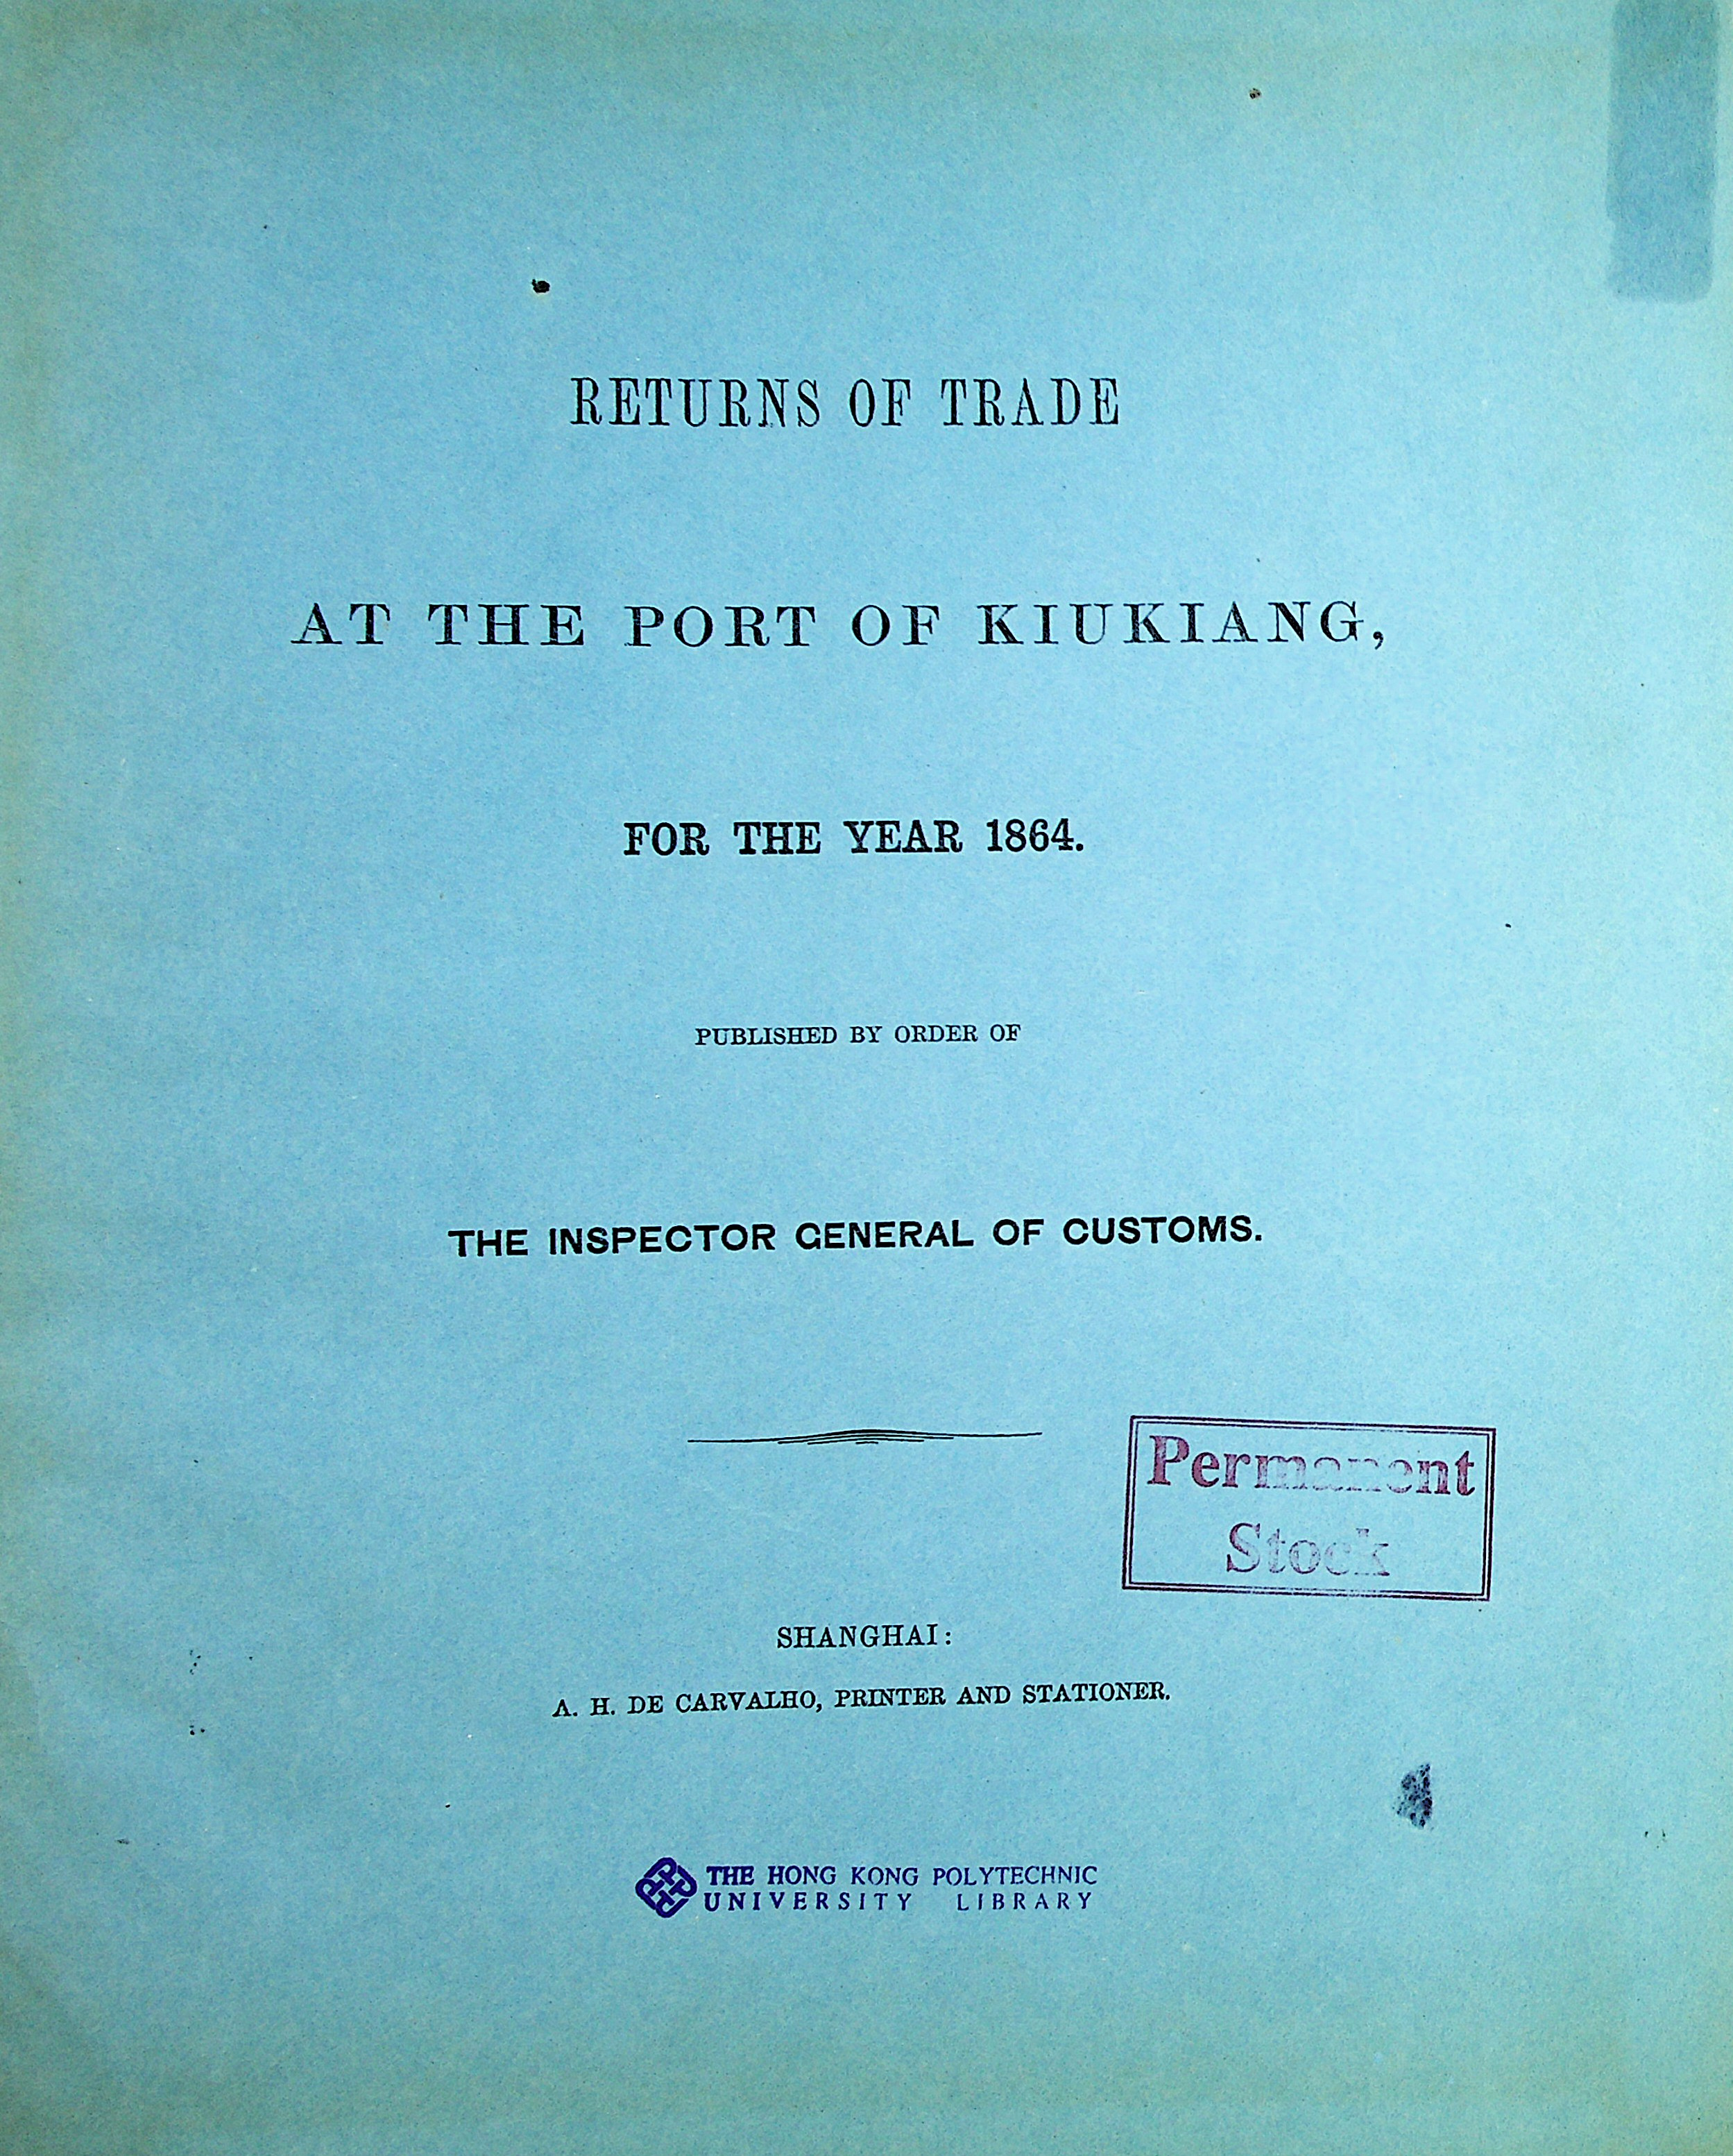 RETURNS OF TRADE
AT THE PORT OF KIUKIANG,
FOR THE YEAR 1864.
PUBLISHED BY ORDER OF
THE INSPECTOR GENERAL OF CUSTOMS.
Permanent
Stock
SHANGHAI:
A. H. DE CARVALHO, PRINTER AND STATIONER.
THE HONG KONG POLYTECHNIC
UNIVERSITY LIBRARY